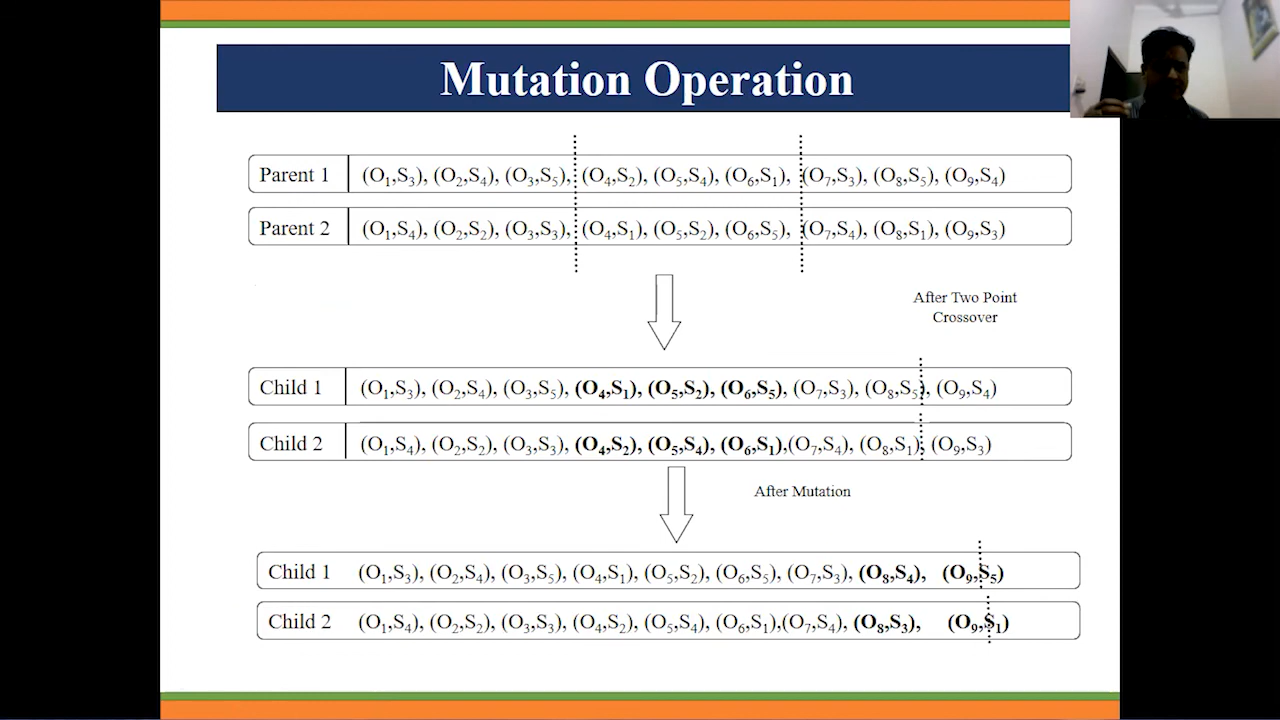 Mutation Operation
Parent 1 (O₁,S₃), (O₂,S₄), (O₃,S₅), (O₄,S₂), (O₅,S₄), (O₆,S₁), (O₇,S₃), (O₈,S₅), (O₉,S₄)
Parent 2 (O₁,S₄), (O₂,S₂), (O₃,S₃), (O₄,S₁), (O₅,S₂), (O₆,S₅), (O₇,S₄), (O₈,S₁), (O₉,S₃)
After Two Point
Crossover
Child 1 (O₁,S₃), (O₂,S₄), (O₃,S₅), (O₄,S₁), (O₅,S₂), (O₆,S₅), (O₇,S₃), (O₈,S₅), (O₉,S₄)
Child 2 (O₁,S₄), (O₂,S₂), (O₃,S₃), (O₄,S₂), (O₅,S₄), (O₆,S₁),(O₇,S₄), (O₈,S₁), (O₉,S₃)
After Mutation
Child 1 (O₁,S₃), (O₂,S₄), (O₃,S₅), (O₄,S₁), (O₅,S₂), (O₆,S₅), (O₇,S₃), (O₈,S₄), (O₉,S₅)
Child 2 (O₁,S₄), (O₂,S₂), (O₃,S₃), (O₄,S₂), (O₅,S₄), (O₆,S₁),(O₇,S₄), (O₈,S₃), (O₉,S₁)